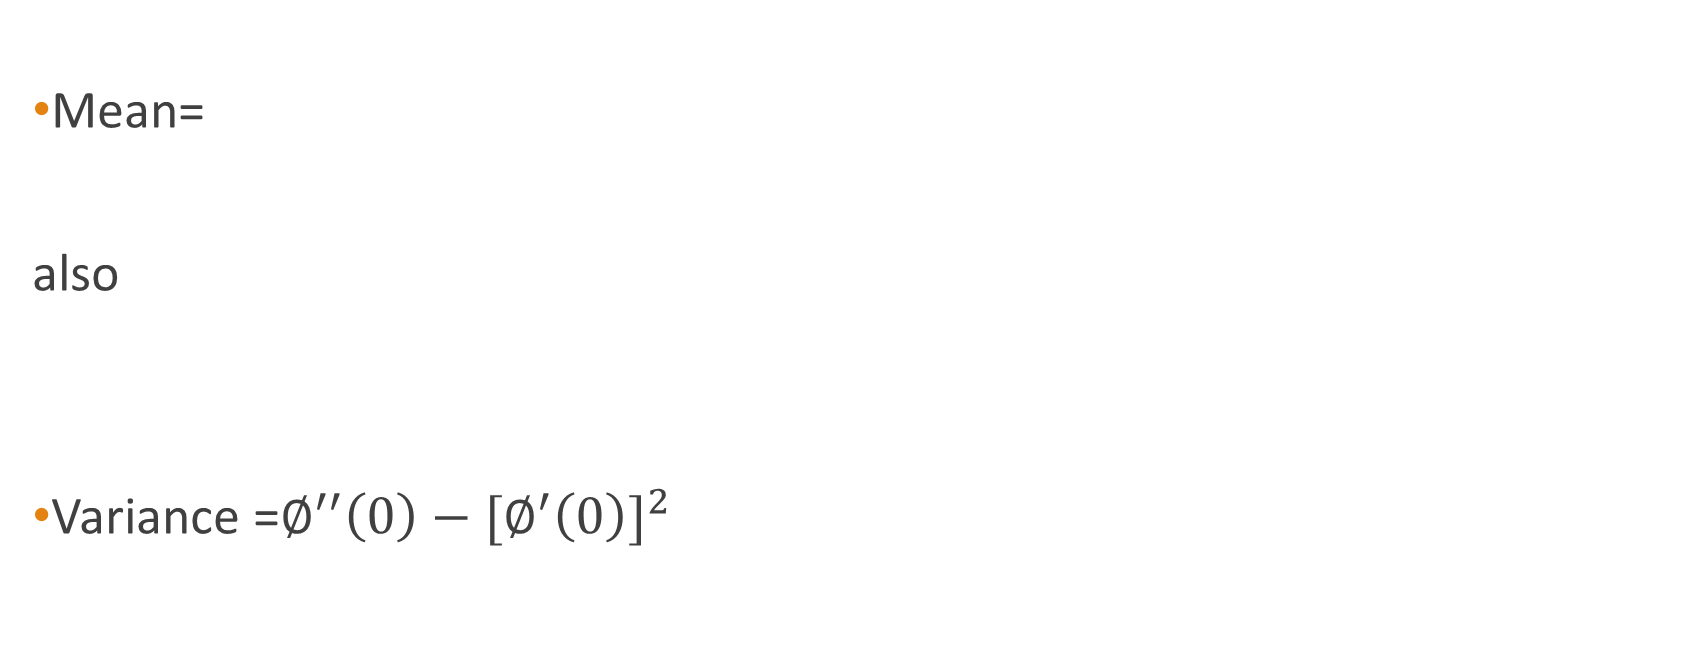 •Mean=
also
•Variance =∅′′(0) − [∅′(0)]²